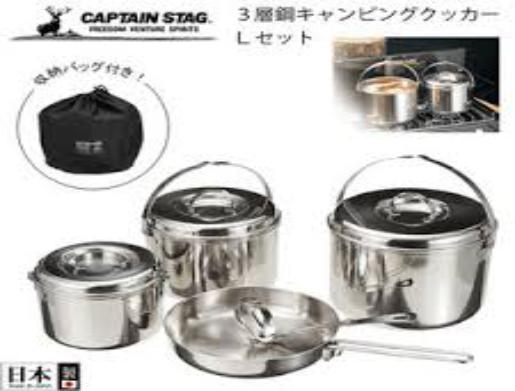 CAPTAIN STAG®
FREEDOM VENTURE SPIRITS
3層鋼キャンピングクッカー
Lセット
収納バッグ付き!
日本製